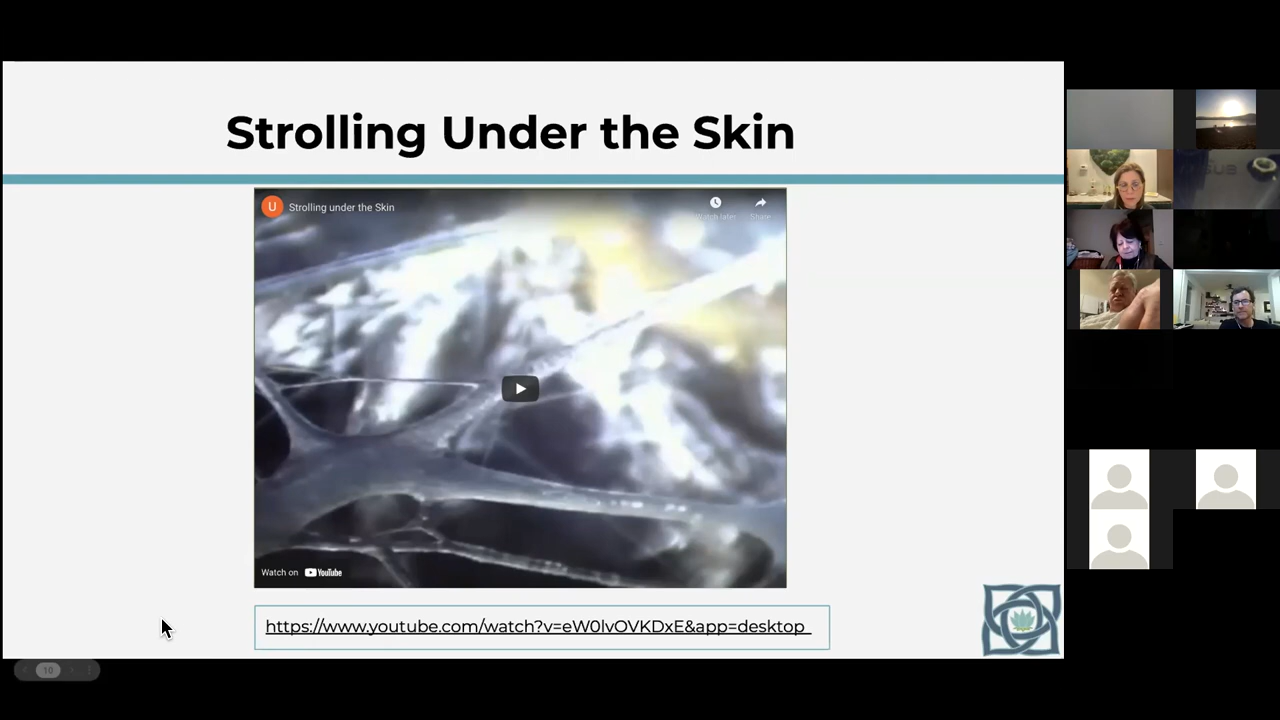 Strolling Under the Skin
U
Strolling under the Skin
Watch later
Share
Watch on YouTube
https://www.youtube.com/watch?v=eW0lvOVKDxE&app=desktop
10